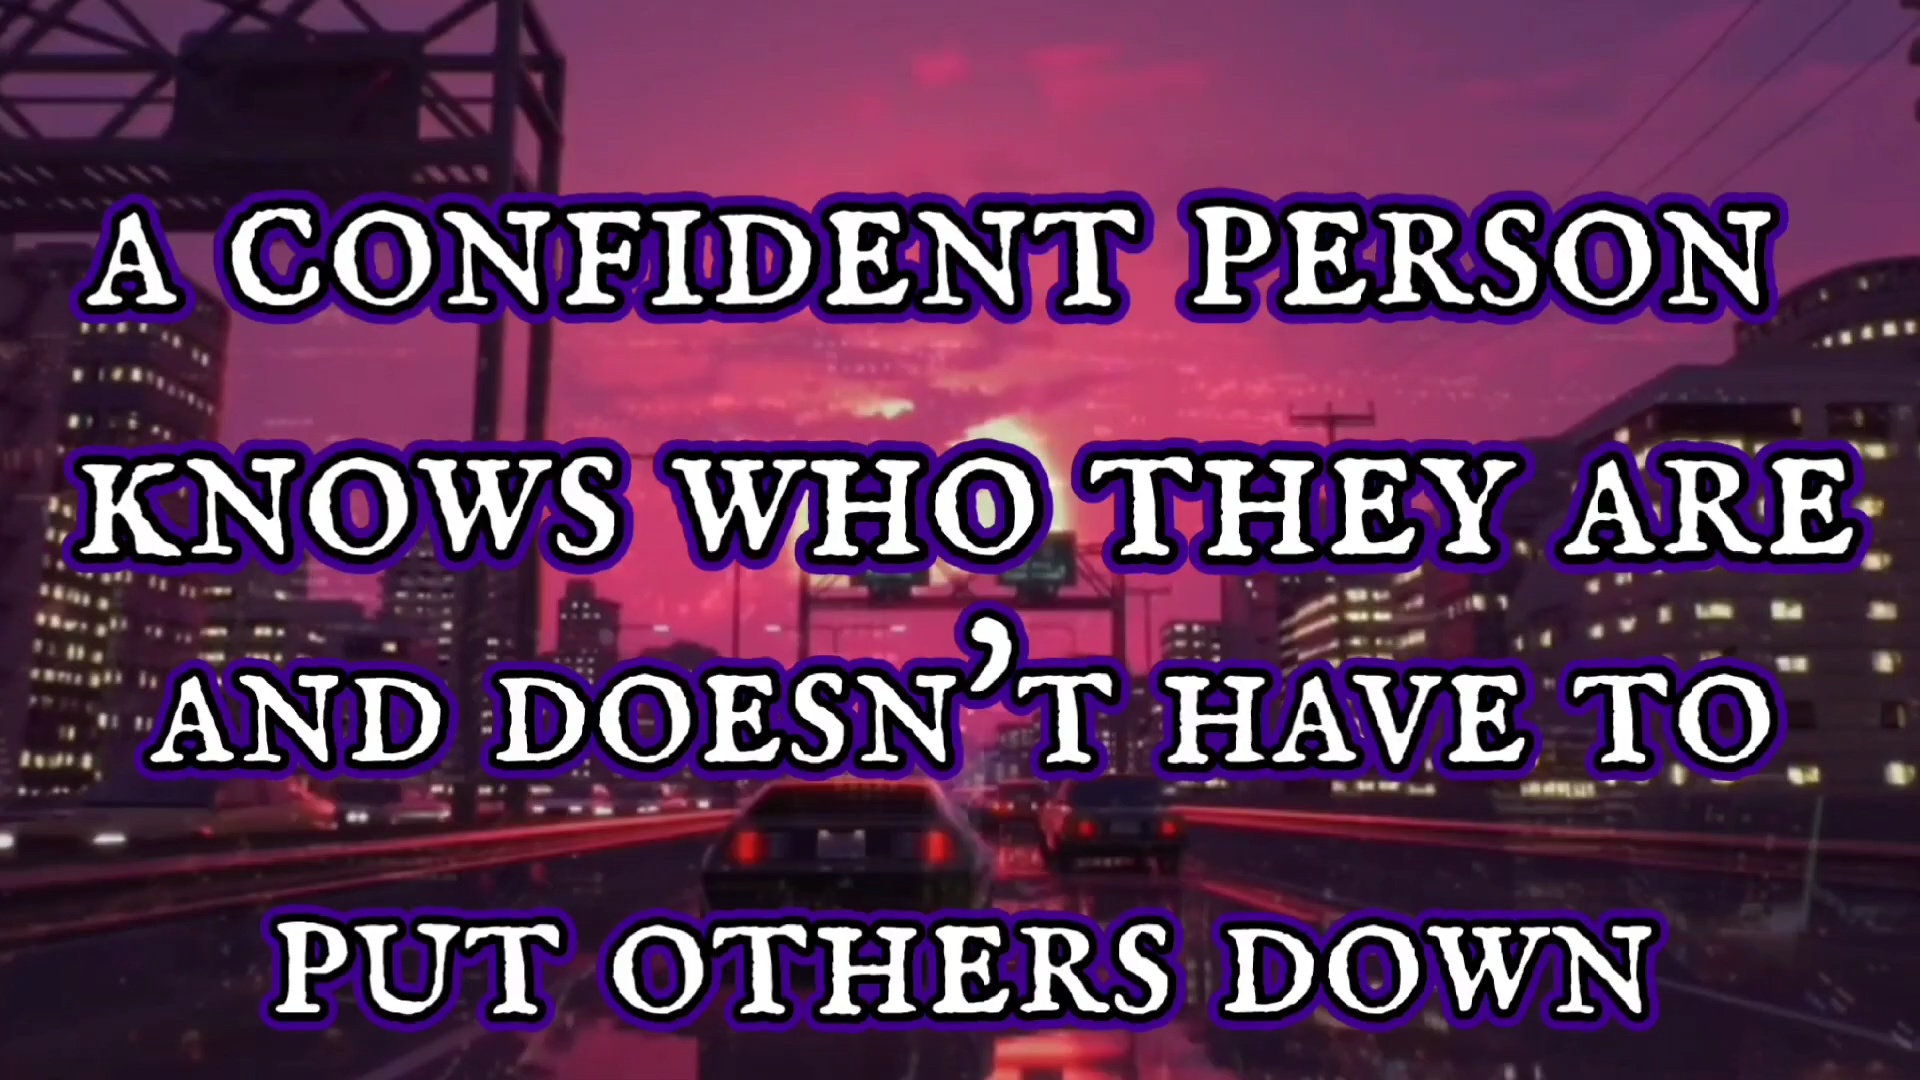 A CONFIDENT PERSON
KNOWS WHO THEY ARE
AND DOESN'T HAVE TO
PUT OTHERS DOWN